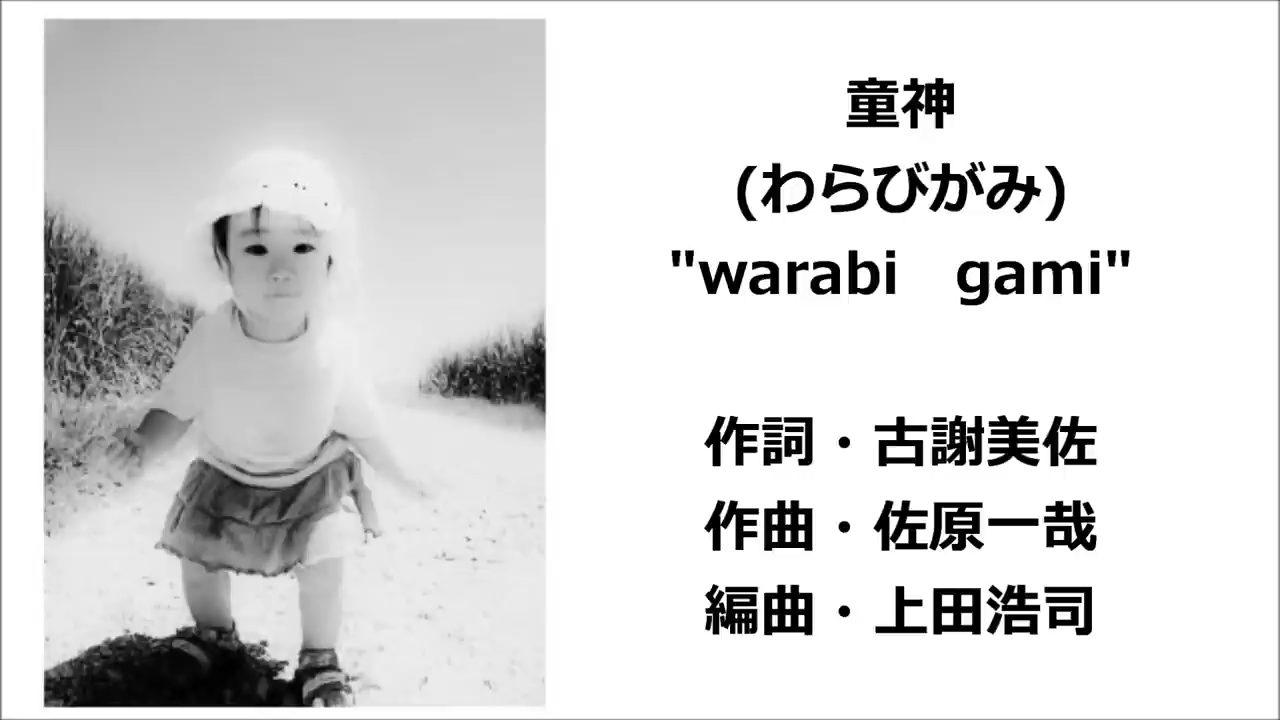 童神
(わらびがみ)
"warabi　gami"
作詞・古謝美佐
作曲・佐原一哉
編曲・上田浩司